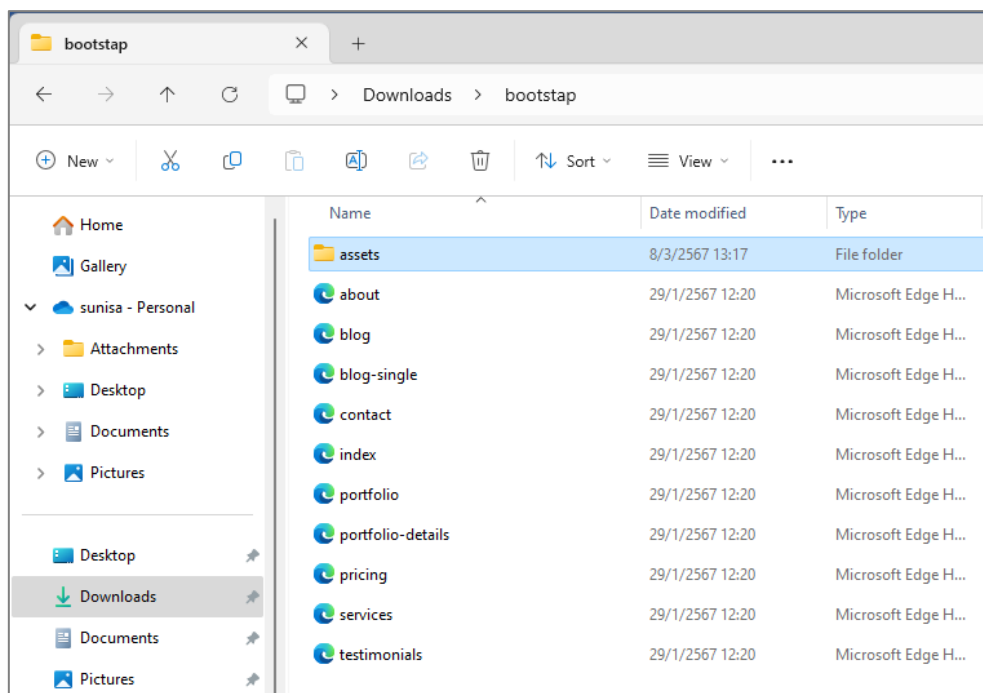 bootstap
Downloads > bootstap
New
Sort
View
Name Date modified Type
Home
Gallery
sunisa - Personal
Attachments
Desktop
Documents
Pictures
Desktop
Downloads
Documents
Pictures
assets 8/3/2567 13:17 File folder
about 29/1/2567 12:20 Microsoft Edge H...
blog 29/1/2567 12:20 Microsoft Edge H...
blog-single 29/1/2567 12:20 Microsoft Edge H...
contact 29/1/2567 12:20 Microsoft Edge H...
index 29/1/2567 12:20 Microsoft Edge H...
portfolio 29/1/2567 12:20 Microsoft Edge H...
portfolio-details 29/1/2567 12:20 Microsoft Edge H...
pricing 29/1/2567 12:20 Microsoft Edge H...
services 29/1/2567 12:20 Microsoft Edge H...
testimonials 29/1/2567 12:20 Microsoft Edge H...